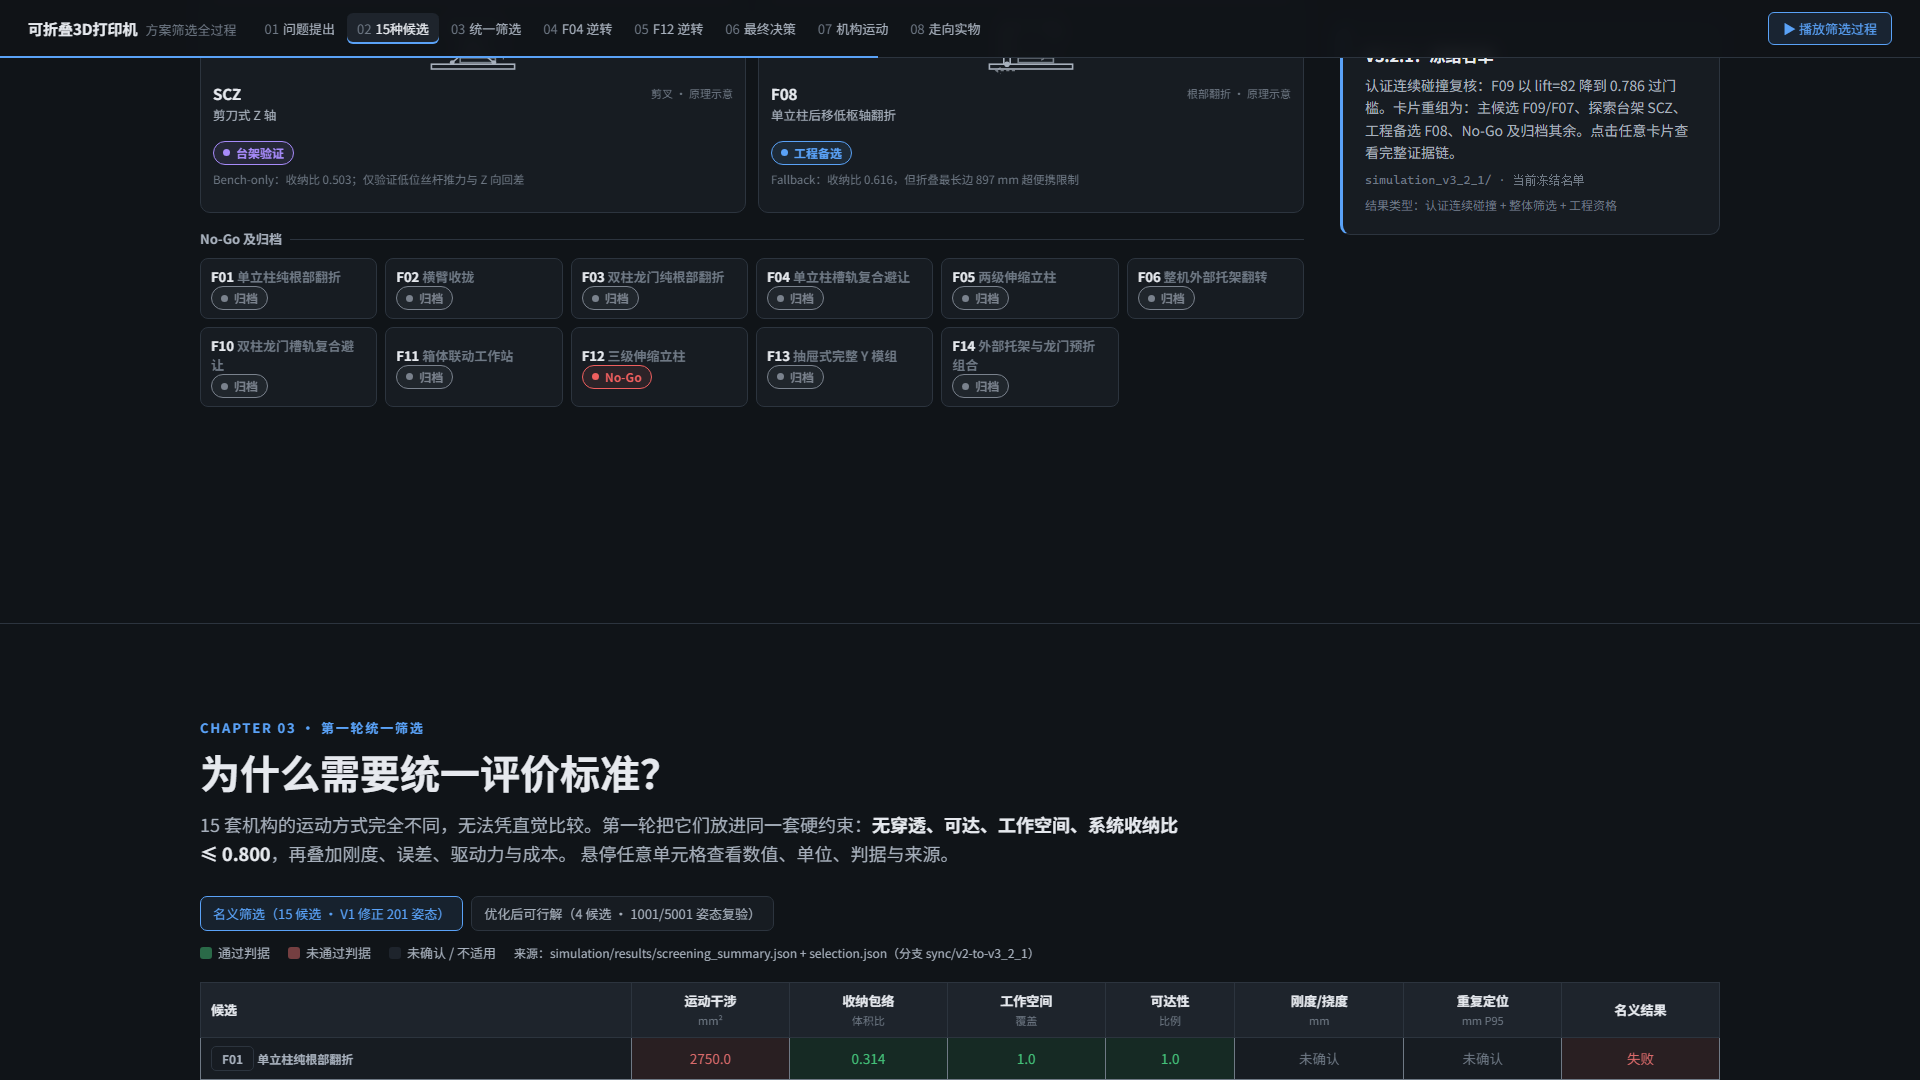 可折叠3D打印机 方案筛选全过程 01 问题提出 02 15种候选 03 统一筛选 04 F04 逆转 05 F12 逆转 06 最终决策 07 机构运动 08 走向实物 ▶ 播放筛选过程
SCZ 剪叉 · 原理示意
剪刀式 Z 轴
台架验证
Bench-only：收纳比 0.503；仅验证低位丝杆推力与 Z 向回差
F08 根部翻折 · 原理示意
单立柱后移低枢轴翻折
工程备选
Fallback：收纳比 0.616，但折叠最长边 897 mm 超便携限制
认证连续碰撞复核：F09 以 lift=82 降到 0.786 过门
槛。卡片重组为：主候选 F09/F07、探索台架 SCZ、
工程备选 F08、No-Go 及归档其余。点击任意卡片查
看完整证据链。
simulation_v3_2_1/ · 当前冻结名单
结果类型：认证连续碰撞 + 整体筛选 + 工程资格
No-Go 及归档
F01 单立柱纯根部翻折
归档
F02 横臂收拢
归档
F03 双柱龙门纯根部翻折
归档
F04 单立柱槽轨复合避让
归档
F05 两级伸缩立柱
归档
F06 整机外部托架翻转
归档
F10 双柱龙门槽轨复合避
让
归档
F11 箱体联动工作站
归档
F12 三级伸缩立柱
No-Go
F13 抽屉式完整 Y 模组
归档
F14 外部托架与龙门预折
组合
归档
CHAPTER 03 · 第一轮统一筛选
为什么需要统一评价标准？
15 套机构的运动方式完全不同，无法凭直觉比较。第一轮把它们放进同一套硬约束：无穿透、可达、工作空间、系统收纳比
≤ 0.800，再叠加刚度、误差、驱动力与成本。 悬停任意单元格查看数值、单位、判据与来源。
名义筛选（15 候选 · V1 修正 201 姿态） 优化后可行解（4 候选 · 1001/5001 姿态复验）
通过判据 未通过判据 未确认 / 不适用 来源：simulation/results/screening_summary.json + selection.json（分支 sync/v2-to-v3_2_1）
候选 运动干涉 收纳包络 工作空间 可达性 刚度/挠度 重复定位 名义结果
mm² 体积比 覆盖 比例 mm mm P95
F01 单立柱纯根部翻折 2750.0 0.314 1.0 1.0 未确认 未确认 失败